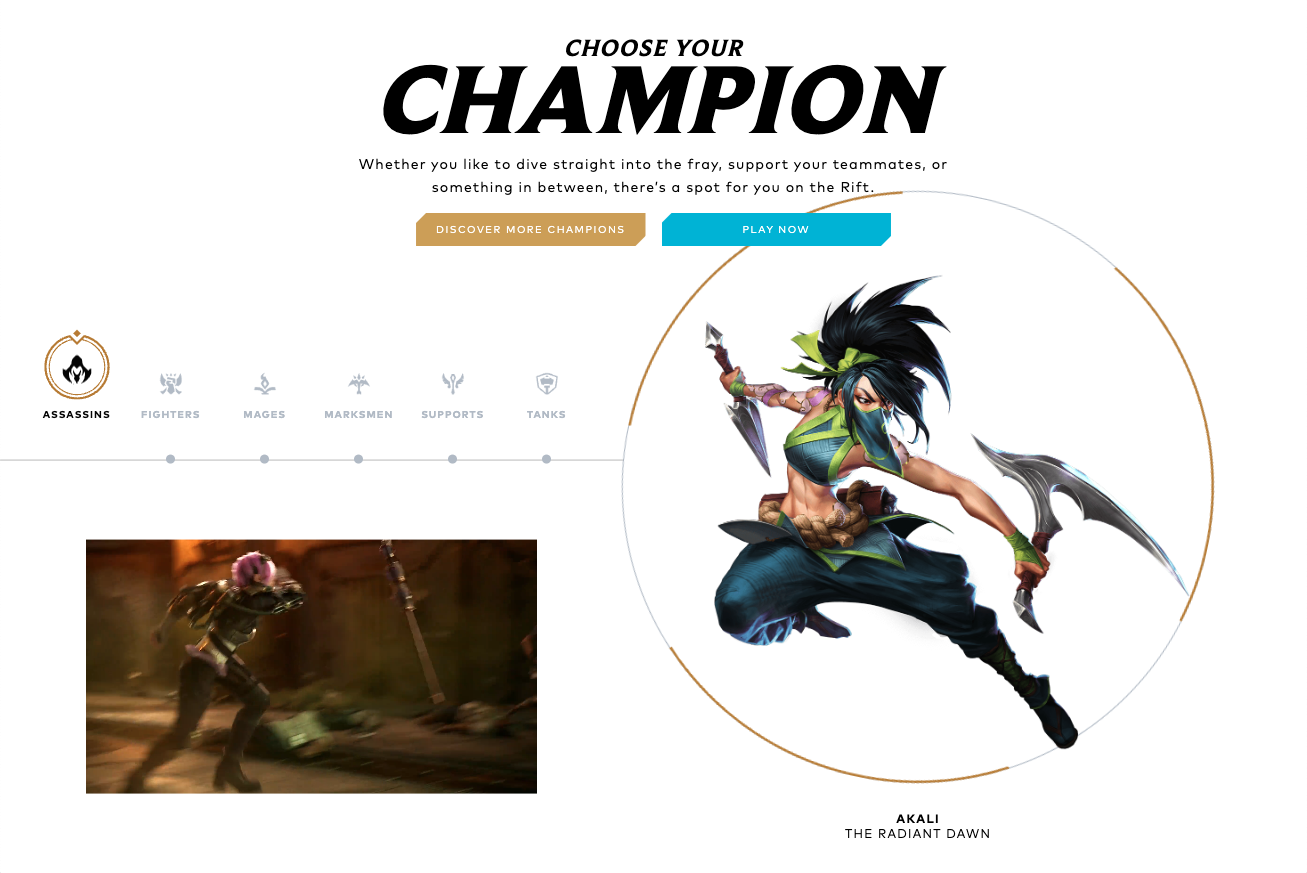 CHOOSE YOUR
CHAMPION
Whether you like to dive straight into the fray, support your teammates, or
something in between, there’s a spot for you on the Rift.
DISCOVER MORE CHAMPIONS
PLAY NOW
ASSASSINS
FIGHTERS
MAGES
MARKSMEN
SUPPORTS
TANKS
AKALI
THE RADIANT DAWN